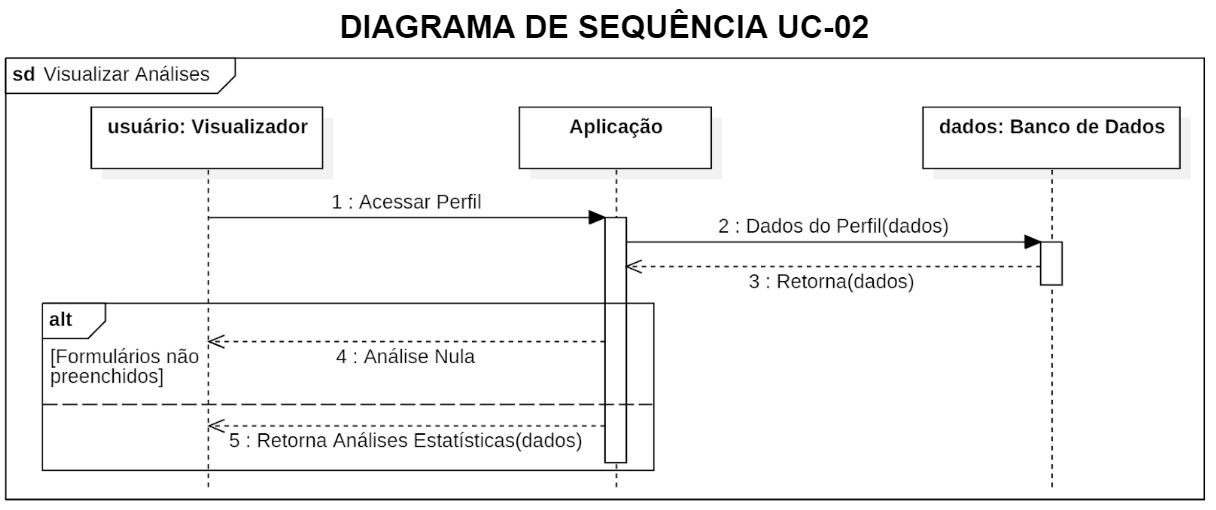 DIAGRAMA DE SEQUÊNCIA UC-02
sd Visualizar Análises
usuário: Visualizador
Aplicação
dados: Banco de Dados
1 : Acessar Perfil
2 : Dados do Perfil(dados)
3 : Retorna(dados)
alt
[Formulários não
preenchidos]
4 : Análise Nula
5 : Retorna Análises Estatísticas(dados)